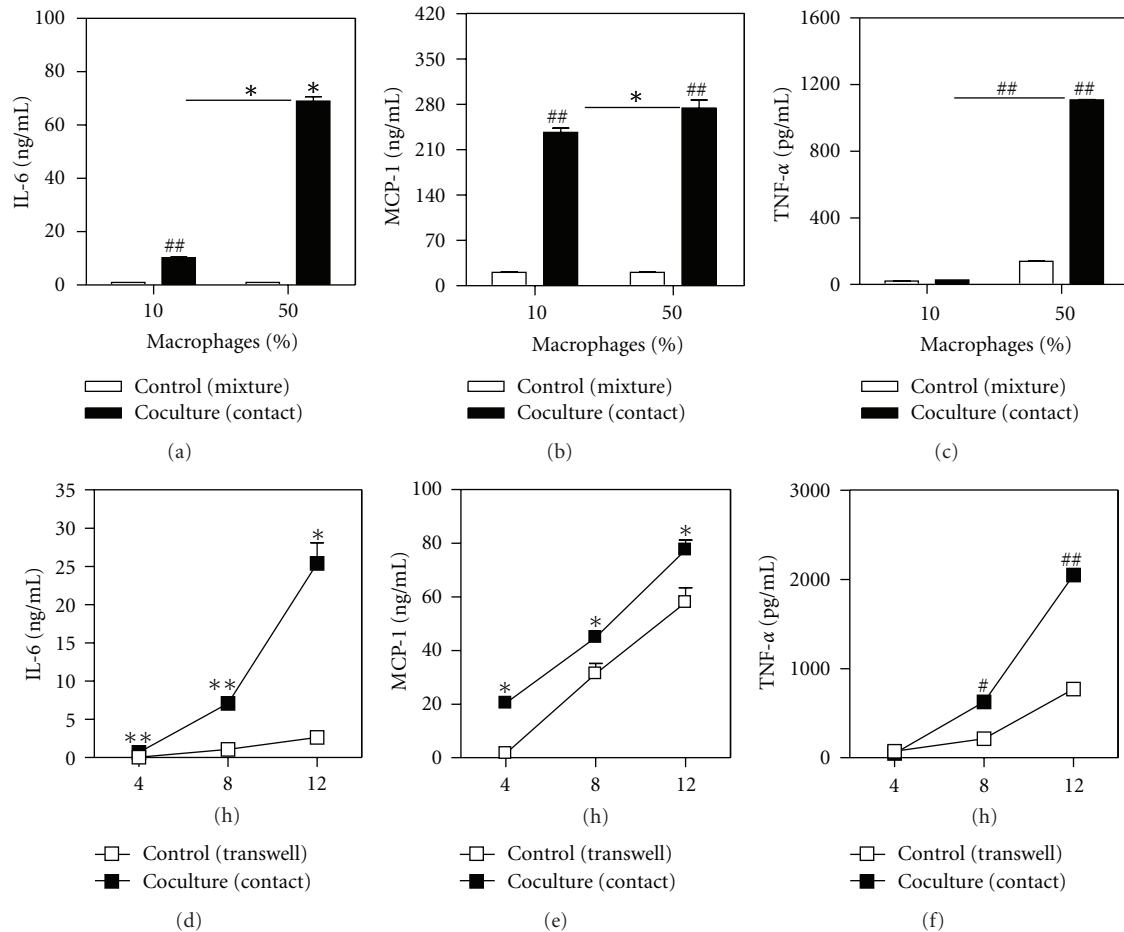 100
80
60
40
20
0
IL-6 (ng/mL)
##
*
*
10
50
Macrophages (%)
Control (mixture)
Coculture (contact)
(a)
420
350
280
210
140
70
0
MCP-1 (ng/mL)
##
*
##
10
50
Macrophages (%)
Control (mixture)
Coculture (contact)
(b)
1600
1200
800
400
0
TNF-α (pg/mL)
##
##
10
50
Macrophages (%)
Control (mixture)
Coculture (contact)
(c)
35
30
25
20
15
10
5
0
IL-6 (ng/mL)
**
**
*
4
8
12
(h)
Control (transwell)
Coculture (contact)
(d)
100
80
60
40
20
0
MCP-1 (ng/mL)
*
*
*
4
8
12
(h)
Control (transwell)
Coculture (contact)
(e)
3000
2000
1000
0
TNF-α (pg/mL)
#
##
4
8
12
(h)
Control (transwell)
Coculture (contact)
(f)